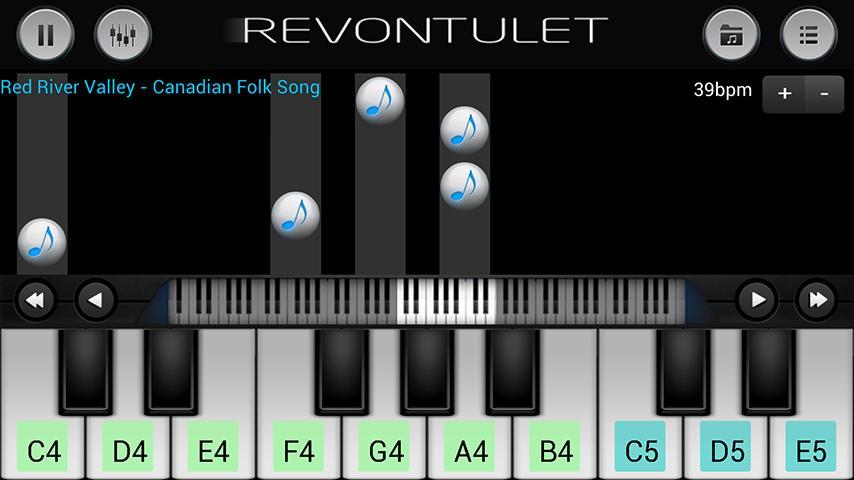 REVONTULET
Red River Valley - Canadian Folk Song
39bpm
+ -
C4 D4 E4 F4 G4 A4 B4 C5 D5 E5